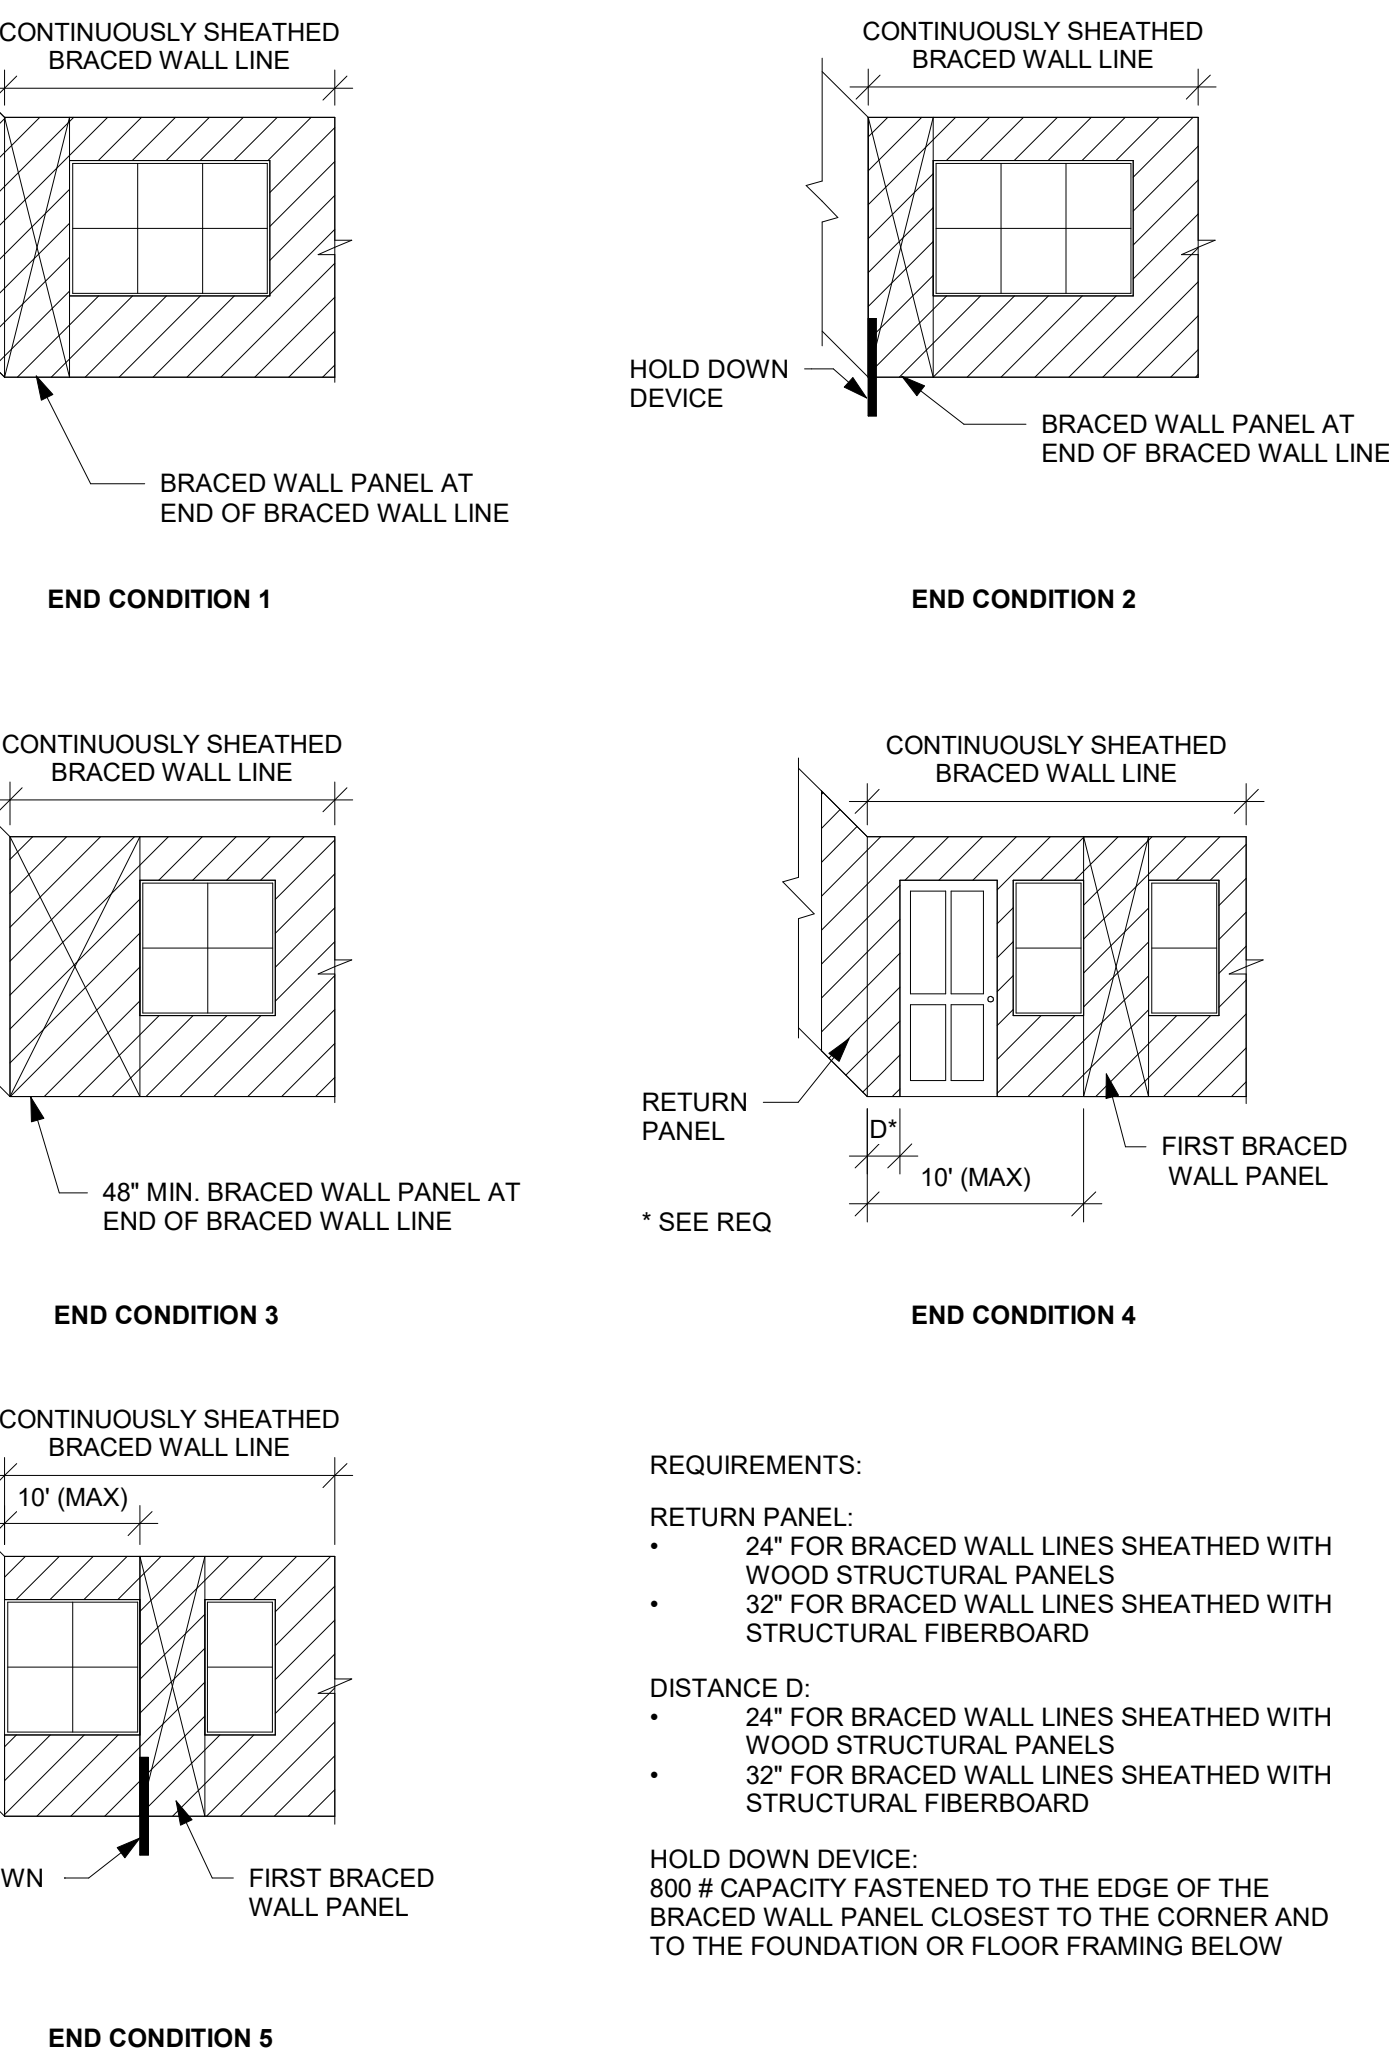 CONTINUOUSLY SHEATHED
BRACED WALL LINE
BRACED WALL PANEL AT
END OF BRACED WALL LINE
END CONDITION 1
CONTINUOUSLY SHEATHED
BRACED WALL LINE
HOLD DOWN
DEVICE
BRACED WALL PANEL AT
END OF BRACED WALL LINE
END CONDITION 2
CONTINUOUSLY SHEATHED
BRACED WALL LINE
48" MIN. BRACED WALL PANEL AT
END OF BRACED WALL LINE
END CONDITION 3
CONTINUOUSLY SHEATHED
BRACED WALL LINE
RETURN
PANEL
D*
10' (MAX)
FIRST BRACED
WALL PANEL
* SEE REQ
END CONDITION 4
CONTINUOUSLY SHEATHED
BRACED WALL LINE
10' (MAX)
WN
FIRST BRACED
WALL PANEL
END CONDITION 5
REQUIREMENTS:
RETURN PANEL:
• 24" FOR BRACED WALL LINES SHEATHED WITH
WOOD STRUCTURAL PANELS
• 32" FOR BRACED WALL LINES SHEATHED WITH
STRUCTURAL FIBERBOARD
DISTANCE D:
• 24" FOR BRACED WALL LINES SHEATHED WITH
WOOD STRUCTURAL PANELS
• 32" FOR BRACED WALL LINES SHEATHED WITH
STRUCTURAL FIBERBOARD
HOLD DOWN DEVICE:
800 # CAPACITY FASTENED TO THE EDGE OF THE
BRACED WALL PANEL CLOSEST TO THE CORNER AND
TO THE FOUNDATION OR FLOOR FRAMING BELOW